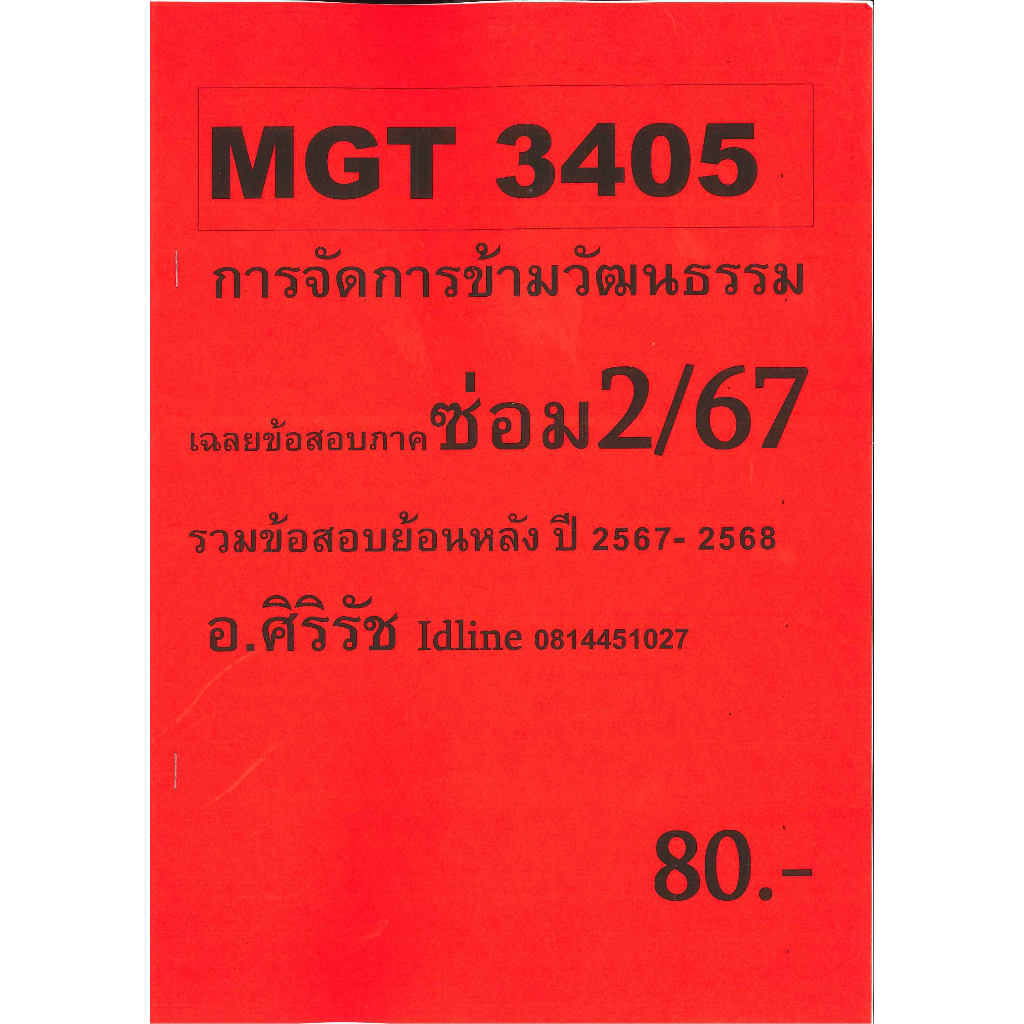 MGT 3405
การจัดการข้ามวัฒนธรรม
เฉลยข้อสอบภาคซ่อม2/67
รวมข้อสอบย้อนหลัง ปี 2567- 2568
อ.ศิริรัช Idline 0814451027
80.-